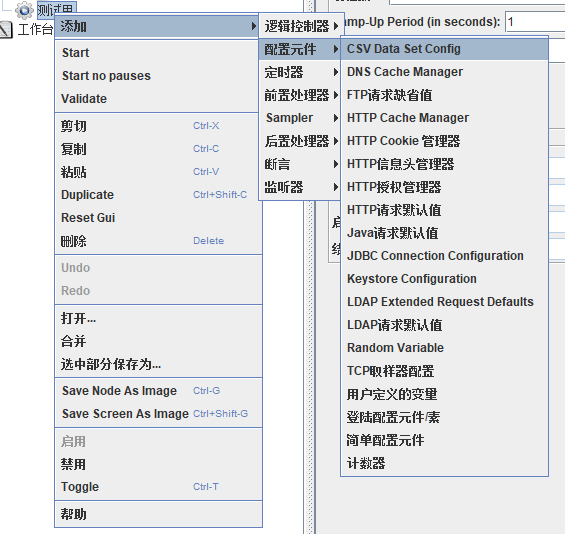 测试用
工作台
添加
Start
Start no pauses
Validate
剪切 Ctrl-X
复制 Ctrl-C
粘贴 Ctrl-V
Duplicate Ctrl+Shift-C
Reset Gui
删除 Delete
Undo
Redo
打开...
合并
选中部分保存为...
Save Node As Image Ctrl-G
Save Screen As Image Ctrl+Shift-G
启用
禁用
Toggle Ctrl-T
帮助
逻辑控制器
配置元件
定时器
前置处理器
Sampler
后置处理器
断言
监听器
mp-Up Period (in seconds): 1
CSV Data Set Config
DNS Cache Manager
FTP请求缺省值
HTTP Cache Manager
HTTP Cookie 管理器
HTTP信息头管理器
HTTP授权管理器
HTTP请求默认值
Java请求默认值
JDBC Connection Configuration
Keystore Configuration
LDAP Extended Request Defaults
LDAP请求默认值
Random Variable
TCP取样器配置
用户定义的变量
登陆配置元件/素
简单配置元件
计数器